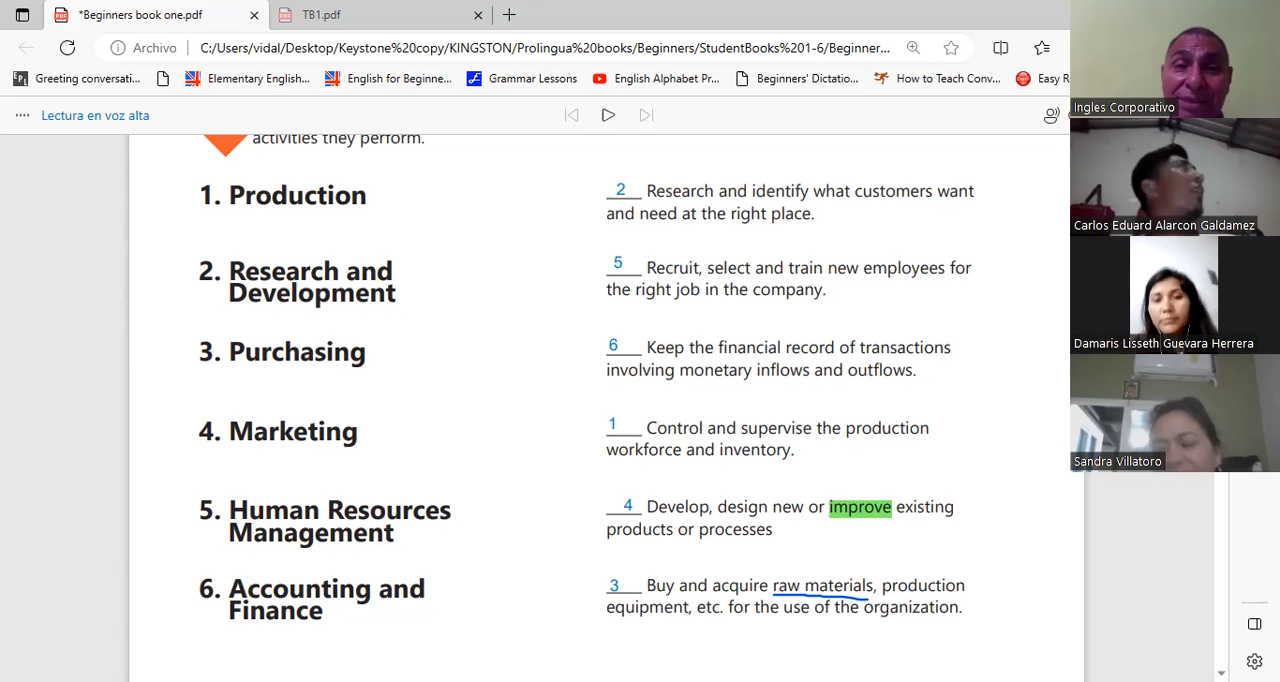 *Beginners book one.pdf
TB1.pdf
Archivo
C:/Users/vidal/Desktop/Keystone%20copy/KINGSTON/Prolingua%20books/Beginners/StudentBooks%201-6/Beginner...
Greeting conversati...
Elementary English...
English for Beginne...
Grammar Lessons
English Alphabet Pr...
Beginners' Dictatio...
How to Teach Conv...
Easy R
Lectura en voz alta
activities they perform.
1. Production
2 Research and identify what customers want
and need at the right place.
2. Research and
Development
5 Recruit, select and train new employees for
the right job in the company.
3. Purchasing
6 Keep the financial record of transactions
involving monetary inflows and outflows.
4. Marketing
1 Control and supervise the production
workforce and inventory.
5. Human Resources
Management
4 Develop, design new or improve existing
products or processes
6. Accounting and
Finance
3 Buy and acquire raw materials, production
equipment, etc. for the use of the organization.
Ingles Corporativo
Carlos Eduard Alarcon Galdamez
Damaris Lisseth Guevara Herrera
Sandra Villatoro